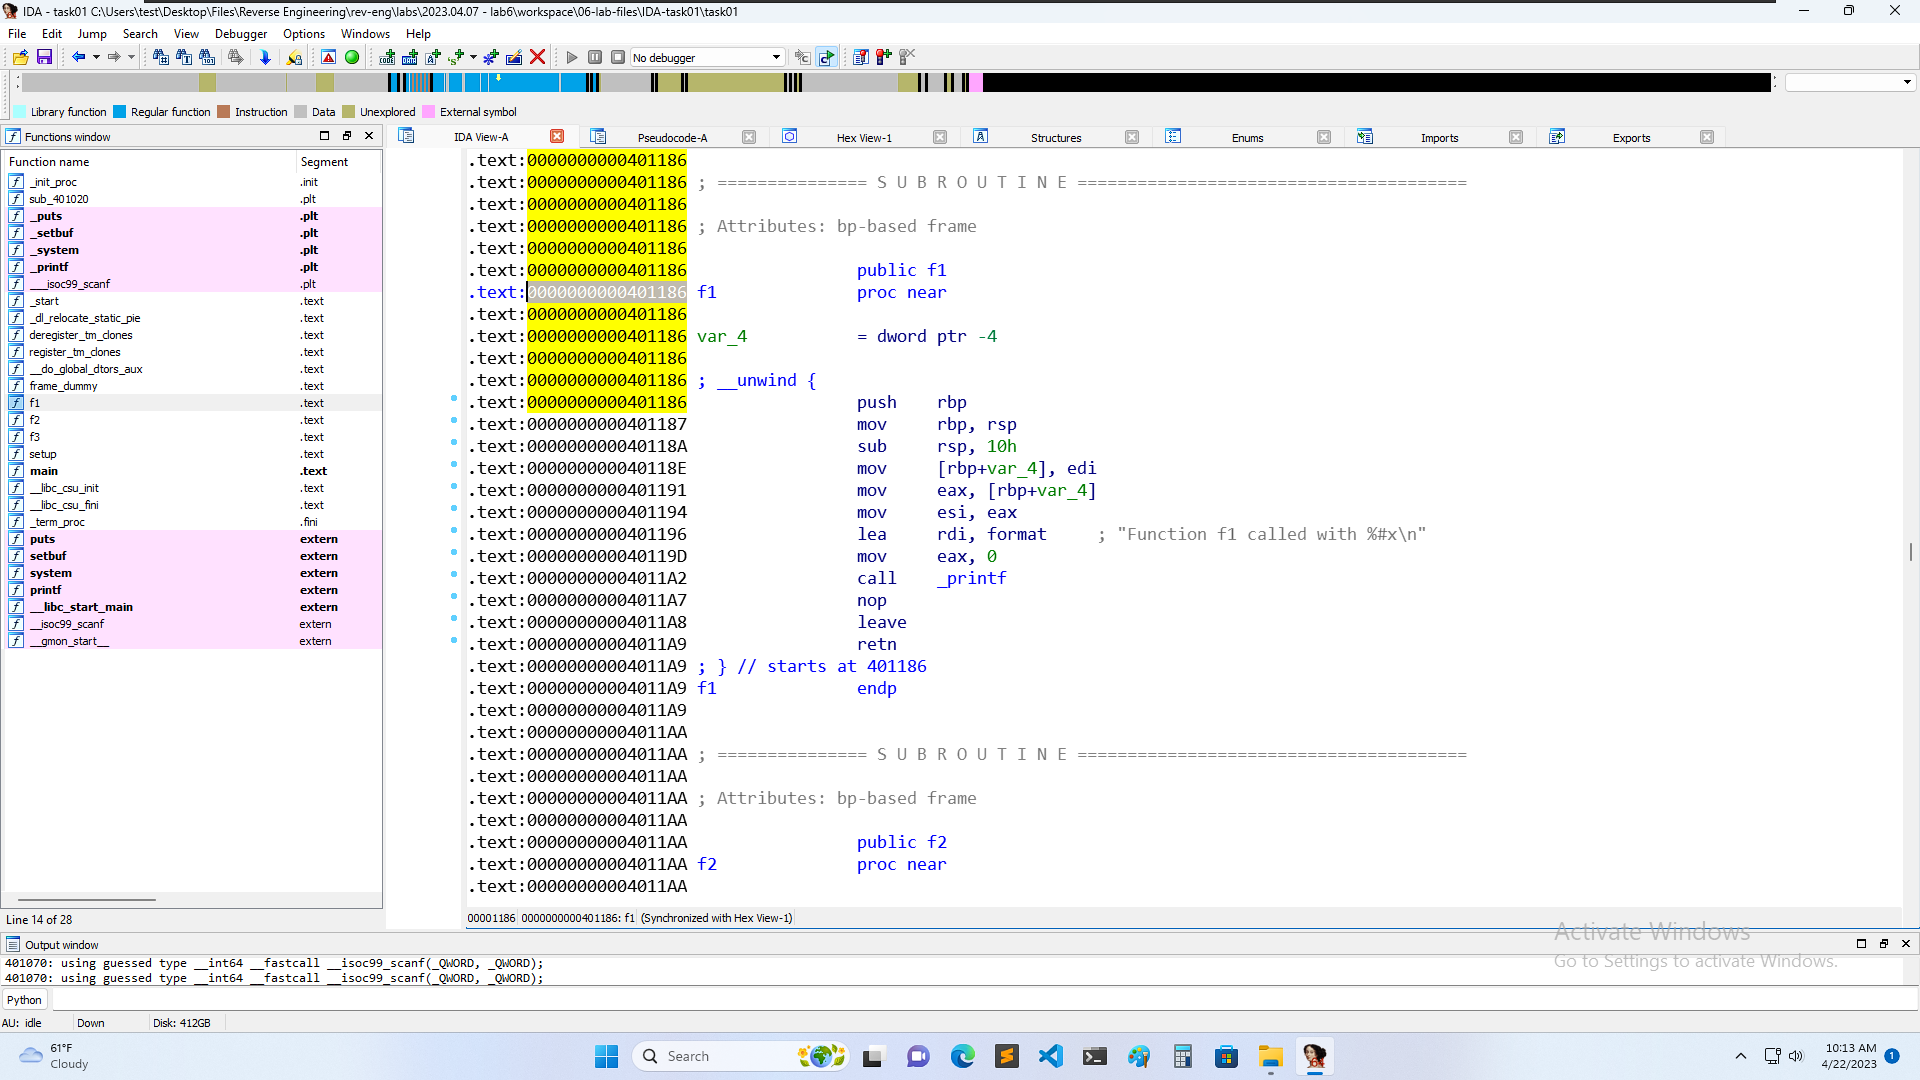 IDA - task01 C:\Users\test\Desktop\Files\Reverse Engineering\rev-eng\labs\2023.04.07 - lab6\workspace\06-lab-files\IDA-task01\task01
File Edit Jump Search View Debugger Options Windows Help
No debugger
Library function Regular function Instruction Data Unexplored External symbol
Functions window
Function name Segment
_init_proc .init
sub_401020 .plt
_puts .plt
_setbuf .plt
_system .plt
_printf .plt
___isoc99_scanf .plt
_start .text
_dl_relocate_static_pie .text
deregister_tm_clones .text
register_tm_clones .text
__do_global_dtors_aux .text
frame_dummy .text
f1 .text
f2 .text
f3 .text
setup .text
main .text
__libc_csu_init .text
__libc_csu_fini .text
_term_proc .fini
puts extern
setbuf extern
system extern
printf extern
__libc_start_main extern
__isoc99_scanf extern
__gmon_start__ extern
Line 14 of 28
IDA View-A Pseudocode-A Hex View-1 Structures Enums Imports Exports
.text:0000000000401186
.text:0000000000401186 ; =============== S U B R O U T I N E =======================================
.text:0000000000401186
.text:0000000000401186 ; Attributes: bp-based frame
.text:0000000000401186
.text:0000000000401186 public f1
.text:0000000000401186 f1 proc near
.text:0000000000401186
.text:0000000000401186 var_4 = dword ptr -4
.text:0000000000401186
.text:0000000000401186 ; __unwind {
.text:0000000000401186 push rbp
.text:0000000000401187 mov rbp, rsp
.text:000000000040118A sub rsp, 10h
.text:000000000040118E mov [rbp+var_4], edi
.text:0000000000401191 mov eax, [rbp+var_4]
.text:0000000000401194 mov esi, eax
.text:0000000000401196 lea rdi, format ; "Function f1 called with %#x\n"
.text:000000000040119D mov eax, 0
.text:00000000004011A2 call _printf
.text:00000000004011A7 nop
.text:00000000004011A8 leave
.text:00000000004011A9 retn
.text:00000000004011A9 ; } // starts at 401186
.text:00000000004011A9 f1 endp
.text:00000000004011A9
.text:00000000004011AA
.text:00000000004011AA ; =============== S U B R O U T I N E =======================================
.text:00000000004011AA
.text:00000000004011AA ; Attributes: bp-based frame
.text:00000000004011AA
.text:00000000004011AA public f2
.text:00000000004011AA f2 proc near
.text:00000000004011AA
00001186 0000000000401186: f1 (Synchronized with Hex View-1)
Activate Windows
Go to Settings to activate Windows.
Output window
401070: using guessed type __int64 __fastcall __isoc99_scanf(_QWORD, _QWORD);
401070: using guessed type __int64 __fastcall __isoc99_scanf(_QWORD, _QWORD);
Python
AU: idle Down Disk: 412GB
61°F
Cloudy
Search
10:13 AM
4/22/2023
1